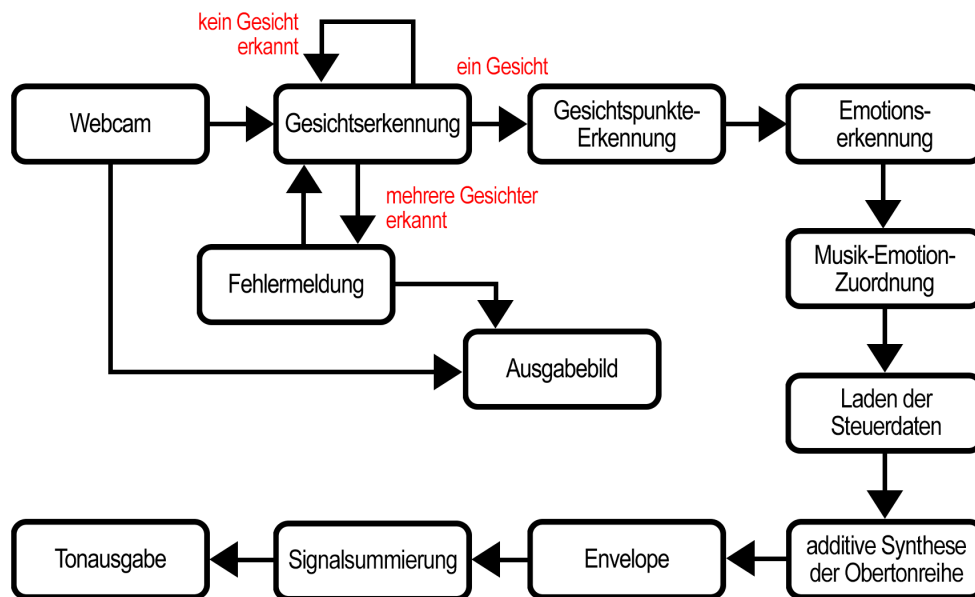 kein Gesicht
erkannt
ein Gesicht
Webcam
Gesichtserkennung
Gesichtspunkte-
Erkennung
Emotions-
erkennung
mehrere Gesichter
erkannt
Fehlermeldung
Musik-Emotion-
Zuordnung
Ausgabebild
Laden der
Steuerdaten
Tonausgabe
Signalsummierung
Envelope
additive Synthese
der Obertonreihe